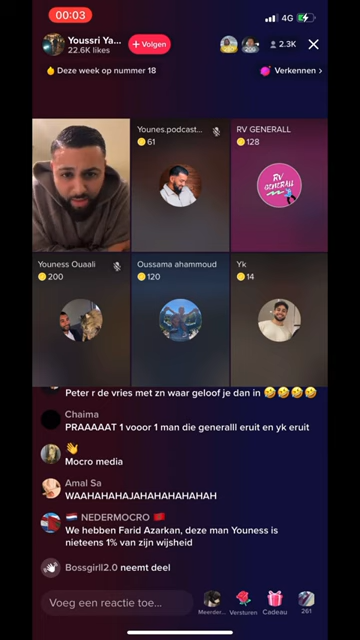 00:03
4G
Youssri Ya...
22.6K likes
+ Volgen
2.3K
Deze week op nummer 18
Verkennen >
Younes.podcast...
61
RV GENERALL
128
RV
GENERALL
Youness Ouaali
200
Oussama ahammoud
120
Yk
14
Peter r de vries met zn waar geloof je dan in 🤣🤣🤣🤣
Chaima
PRAAAAT 1 vooor 1 man die generalll eruit en yk eruit
👋
Mocro media
Amal Sa
WAAHAHAHAJAHAHAHAHAHAH
🇳🇱 NEDERMOCRO 🇲🇦
We hebben Farid Azarkan, deze man Youness is
nieteens 1% van zijn wijsheid
Bossgirll2.0 neemt deel
Voeg een reactie toe...
Meerder...
Versturen
Cadeau
261